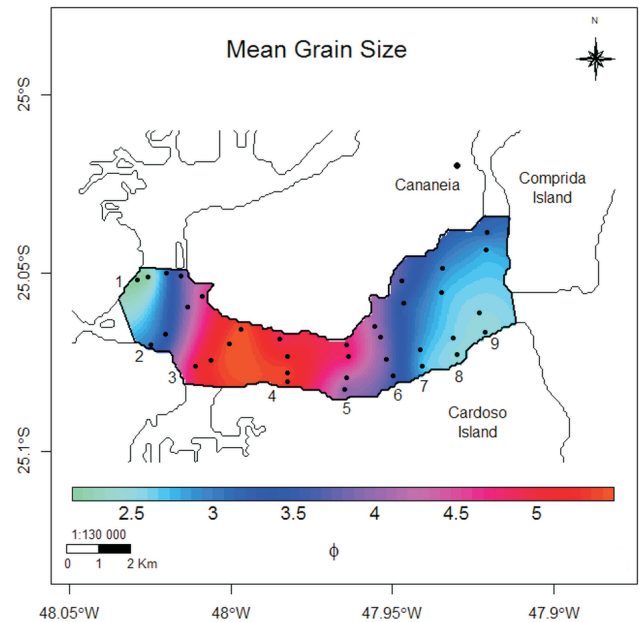 Mean Grain Size
N
25°S
Cananeia
Comprida
Island
25.05°S
1
2
3
4
5
6
7
8
9
Cardoso
Island
25.1°S
2.5 3 3.5 4 4.5 5
1:130 000
0 1 2 Km
ϕ
48.05°W 48°W 47.95°W 47.9°W